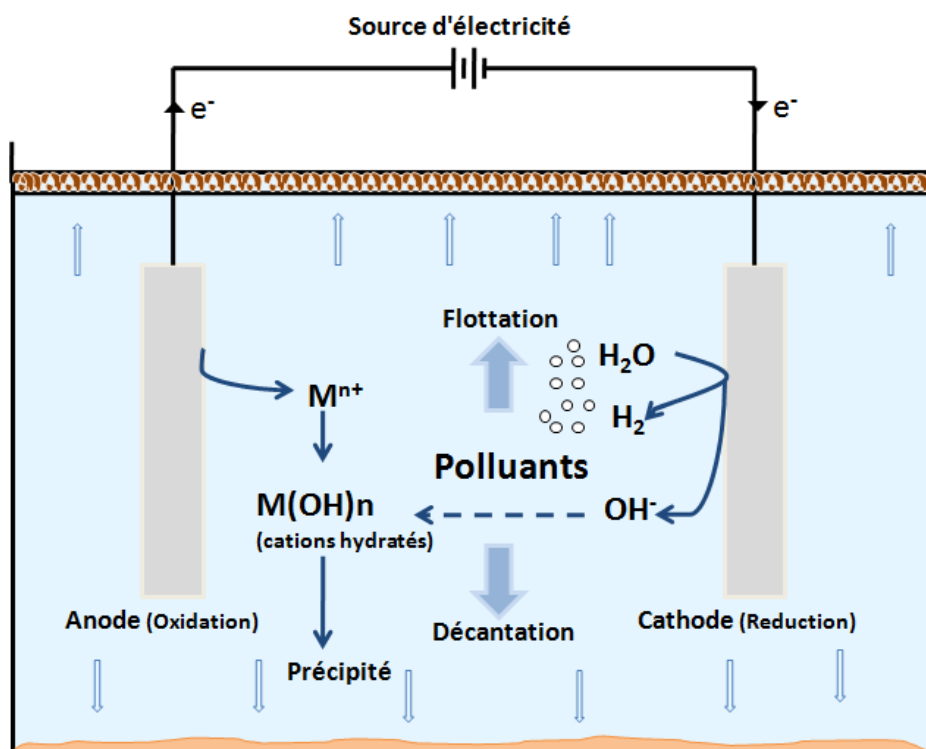 Source d'électricité
e⁻
e⁻
Flottation
H₂O
Mⁿ⁺
H₂
Polluants
M(OH)n
OH⁻
(cations hydratés)
Anode (Oxidation)
Décantation
Cathode (Reduction)
Précipité